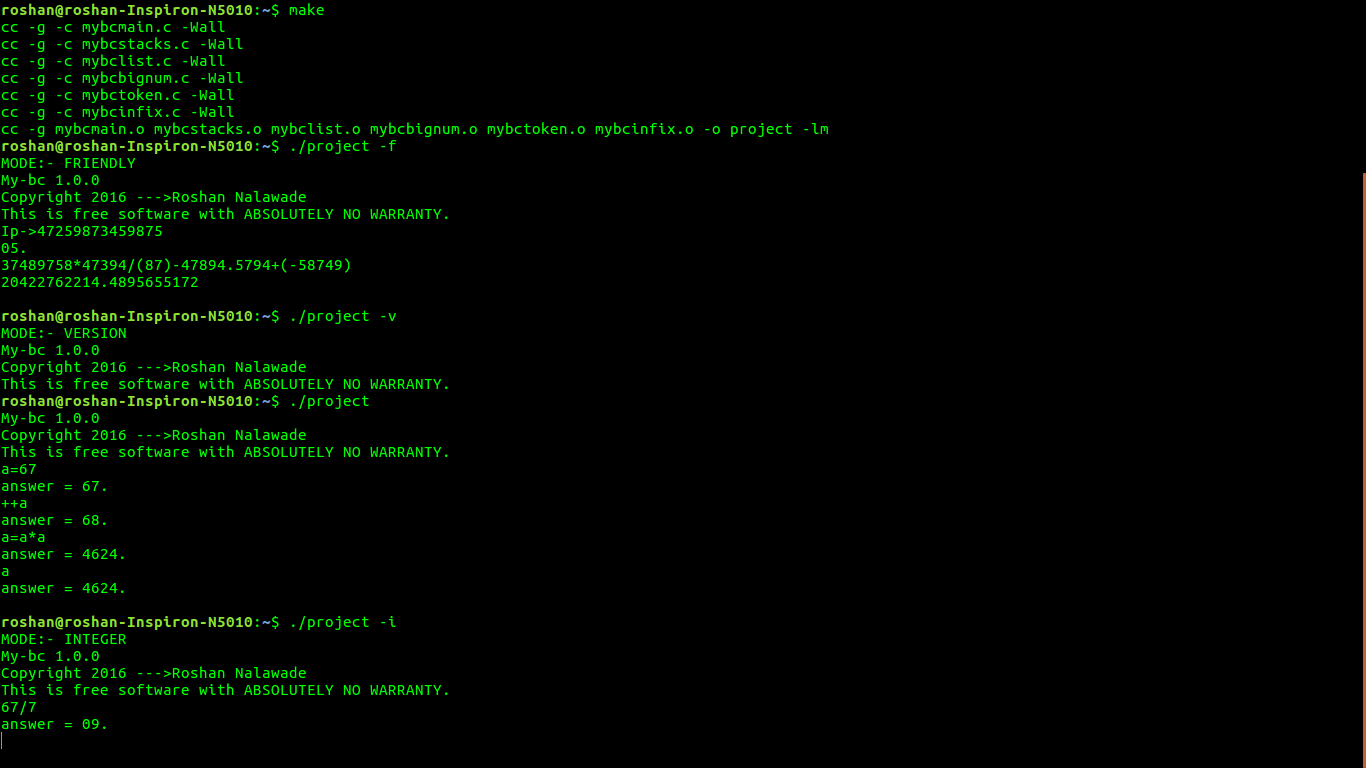 roshan@roshan-Inspiron-N5010:~$ make
cc -g -c mybcmain.c -Wall
cc -g -c mybcstacks.c -Wall
cc -g -c mybclist.c -Wall
cc -g -c mybcbignum.c -Wall
cc -g -c mybctoken.c -Wall
cc -g -c mybcinfix.c -Wall
cc -g mybcmain.o mybcstacks.o mybclist.o mybcbignum.o mybctoken.o mybcinfix.o -o project -lm
roshan@roshan-Inspiron-N5010:~$ ./project -f
MODE:- FRIENDLY
My-bc 1.0.0
Copyright 2016 --->Roshan Nalawade
This is free software with ABSOLUTELY NO WARRANTY.
Ip->47259873459875
05.
37489758*47394/(87)-47894.5794+(-58749)
20422762214.4895655172
roshan@roshan-Inspiron-N5010:~$ ./project -v
MODE:- VERSION
My-bc 1.0.0
Copyright 2016 --->Roshan Nalawade
This is free software with ABSOLUTELY NO WARRANTY.
roshan@roshan-Inspiron-N5010:~$ ./project
My-bc 1.0.0
Copyright 2016 --->Roshan Nalawade
This is free software with ABSOLUTELY NO WARRANTY.
a=67
answer = 67.
++a
answer = 68.
a=a*a
answer = 4624.
a
answer = 4624.
roshan@roshan-Inspiron-N5010:~$ ./project -i
MODE:- INTEGER
My-bc 1.0.0
Copyright 2016 --->Roshan Nalawade
This is free software with ABSOLUTELY NO WARRANTY.
67/7
answer = 09.